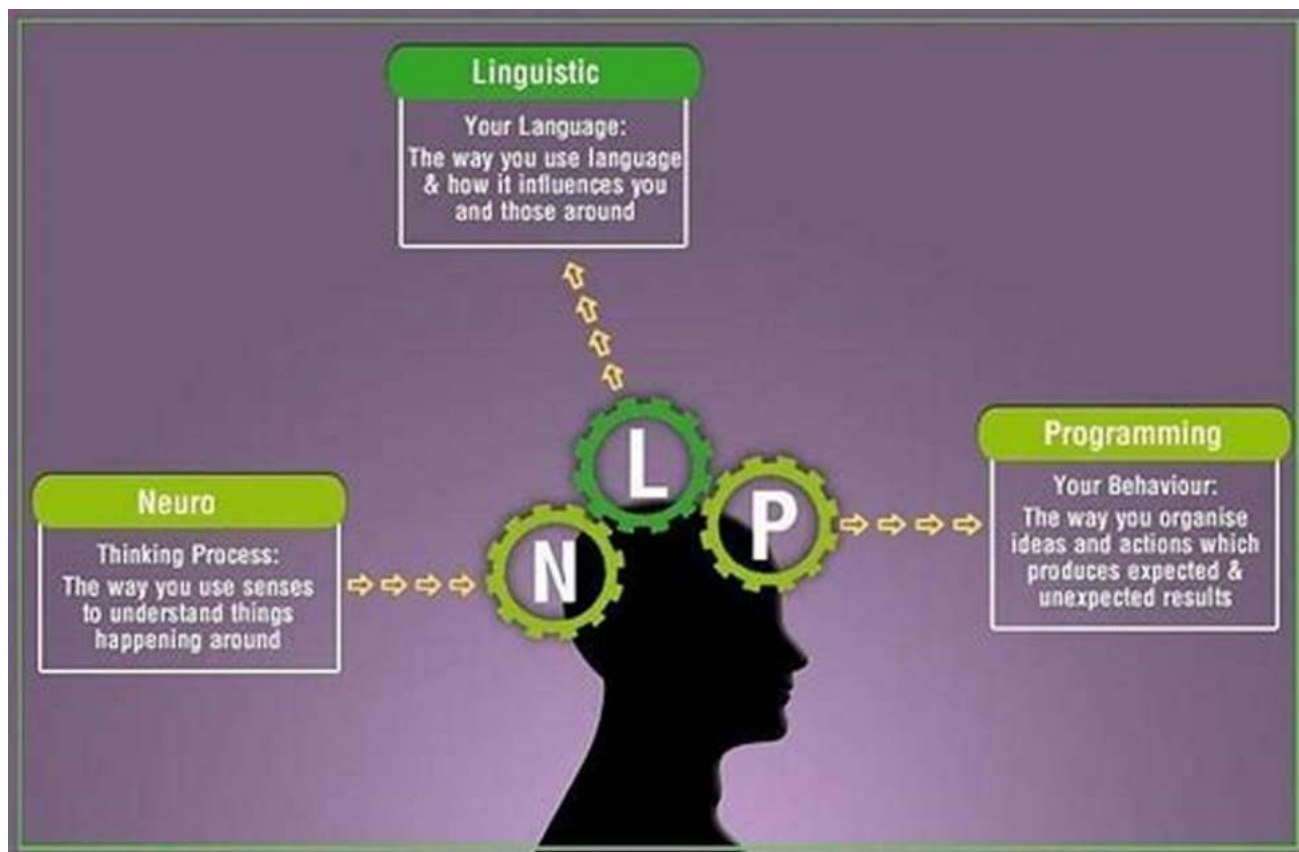 Linguistic
Your Language:
The way you use language
& how it influences you
and those around
L
Programming
Your Behaviour:
The way you organise
ideas and actions which
produces expected &
unexpected results
P
Neuro
Thinking Process:
The way you use senses
to understand things
happening around
N